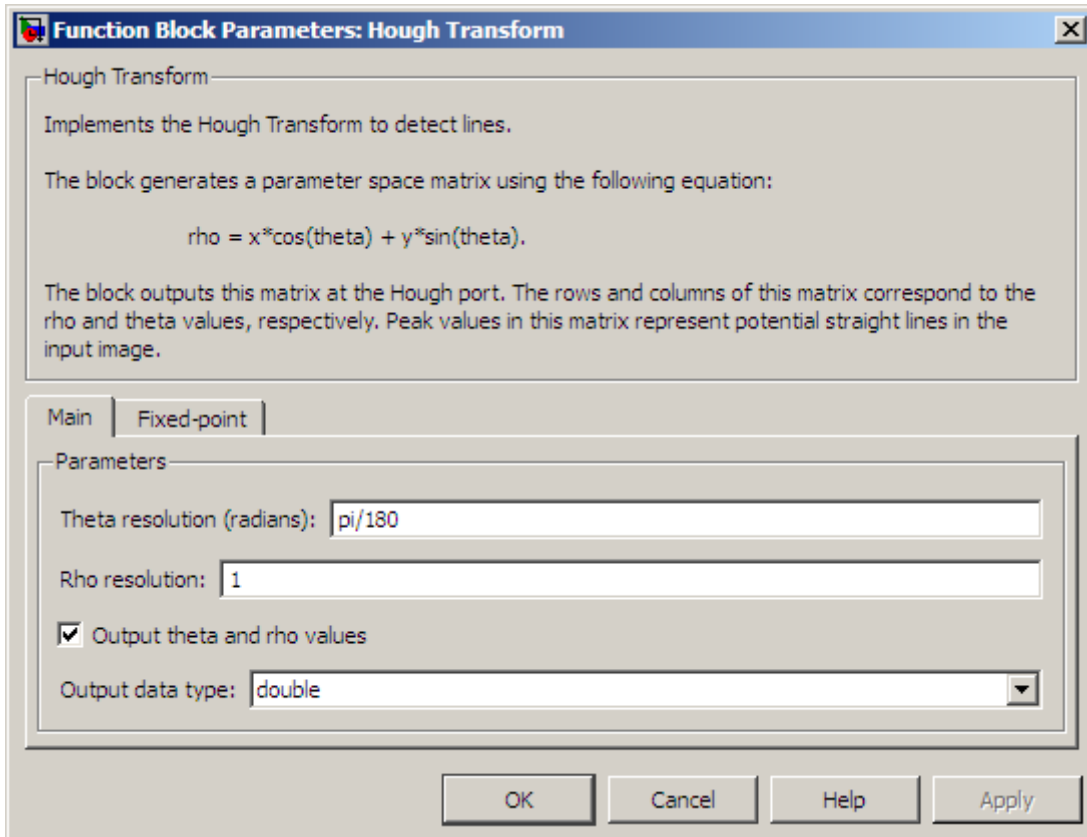 Function Block Parameters: Hough Transform
Hough Transform
Implements the Hough Transform to detect lines.
The block generates a parameter space matrix using the following equation:
rho = x*cos(theta) + y*sin(theta).
The block outputs this matrix at the Hough port. The rows and columns of this matrix correspond to the
rho and theta values, respectively. Peak values in this matrix represent potential straight lines in the
input image.
Main Fixed-point
Parameters
Theta resolution (radians): pi/180
Rho resolution: 1
Output theta and rho values
Output data type: double
OK Cancel Help Apply